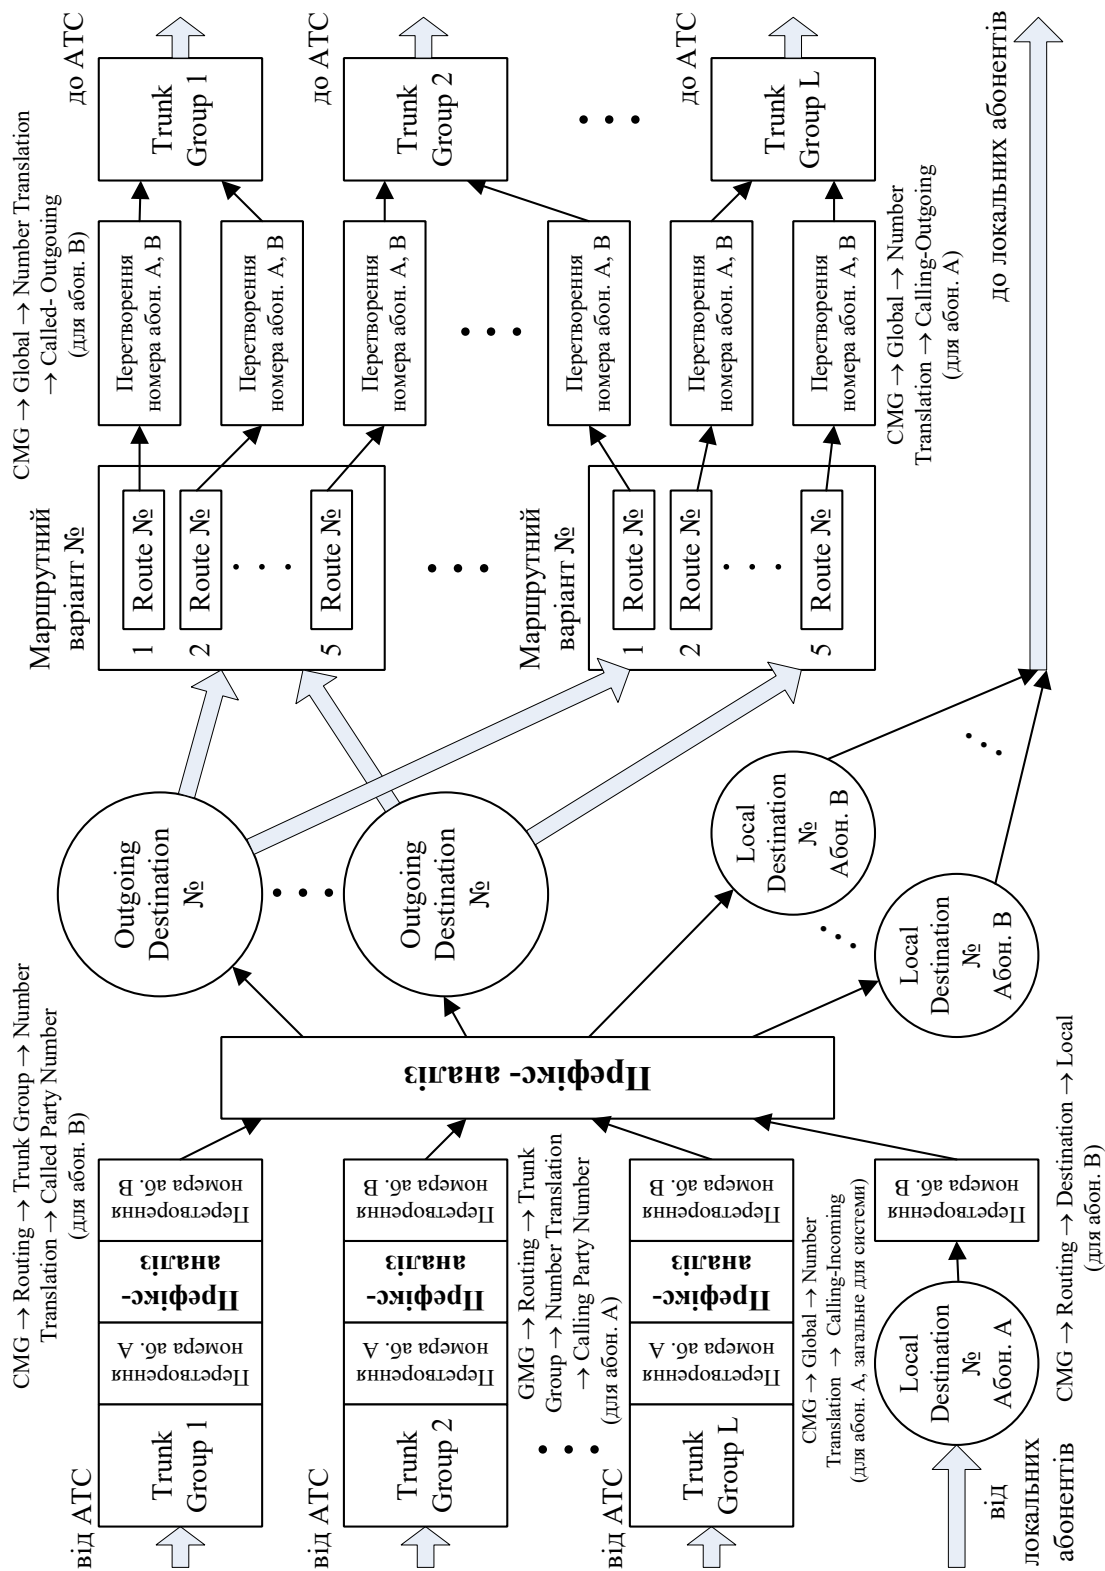 від АТС
Trunk
Group 1
Перетворення
номера аб. А
Префікс-
аналіз
Перетворення
номера аб. В
CMG → Routing → Trunk Group → Number
Translation → Called Party Number
(для абон. В)
від АТС
Trunk
Group 2
Перетворення
номера аб. А
Префікс-
аналіз
Перетворення
номера аб. В
GMG → Routing → Trunk
Group → Number Translation
→ Calling Party Number
(для абон. А)
від АТС
Trunk
Group L
Перетворення
номера аб. А
Префікс-
аналіз
Перетворення
номера аб. В
CMG → Global → Number
Translation → Calling-Incoming
(для абон. А, загальне для системи)
від
локальних
абонентів
Local
Destination
№
Абон. А
Перетворення
номера аб. В
CMG → Routing → Destination → Local
(для абон. В)
Префікс- аналіз
Outgoing
Destination
№
Outgoing
Destination
№
Local
Destination
№
Абон. В
Local
Destination
№
Абон. В
Маршрутний
варіант №
1
Route №
2
Route №
5
Route №
Маршрутний
варіант №
1
Route №
2
Route №
5
Route №
CMG → Global → Number Translation
→ Called- Outgouing
(для абон. В)
Перетворення
номера абон. А, В
Перетворення
номера абон. А, В
Перетворення
номера абон. А, В
Перетворення
номера абон. А, В
Перетворення
номера абон. А, В
Перетворення
номера абон. А, В
CMG → Global → Number
Translation → Calling-Outgoing
(для абон. А)
до АТС
Trunk
Group 1
до АТС
Trunk
Group 2
до АТС
Trunk
Group L
до локальних абонентів